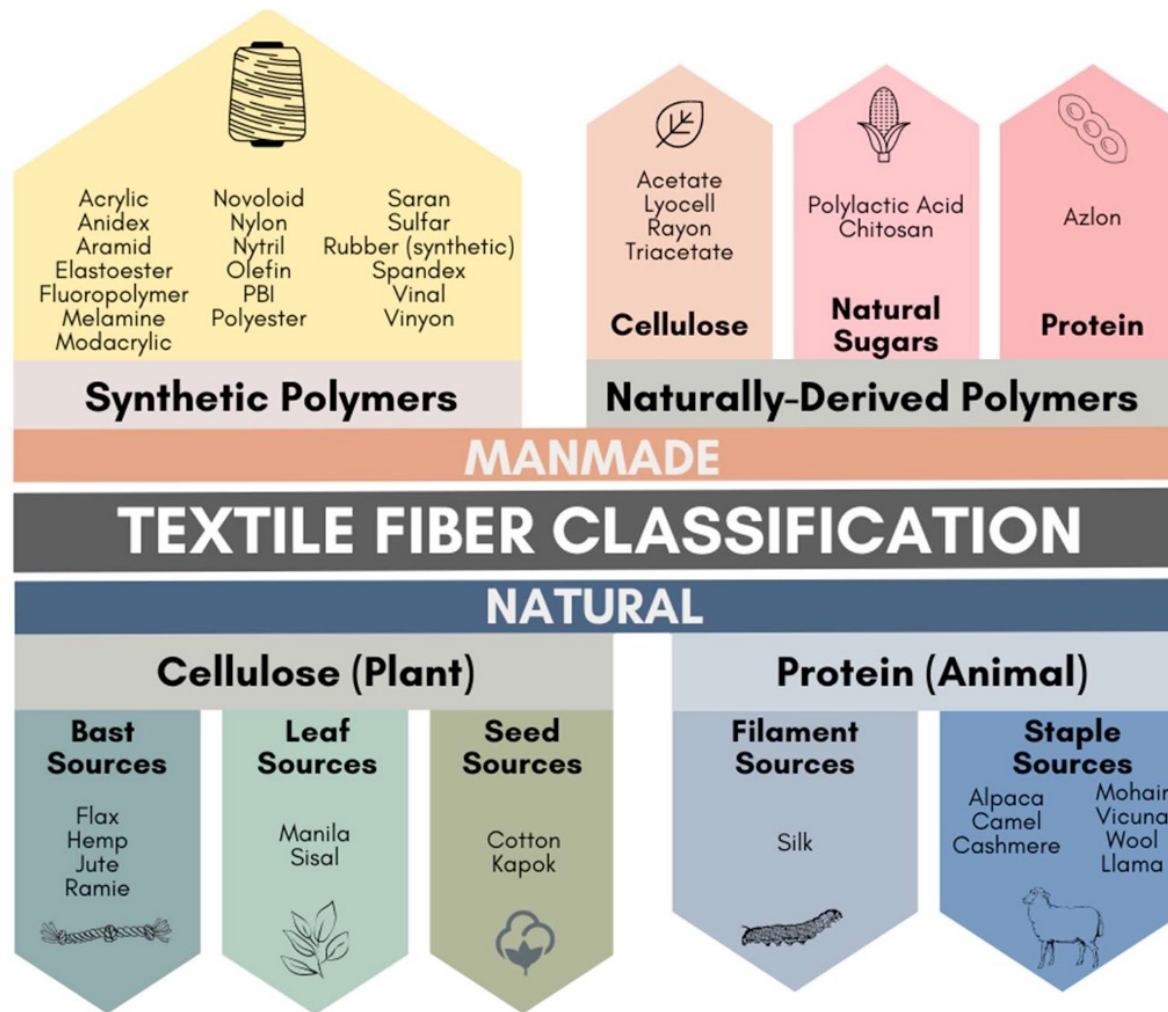 Acrylic
Anidex
Aramid
Elastoester
Fluoropolymer
Melamine
Modacrylic
Novoloid
Nylon
Nytril
Olefin
PBI
Polyester
Saran
Sulfar
Rubber (synthetic)
Spandex
Vinal
Vinyon
Synthetic Polymers
Acetate
Lyocell
Rayon
Triacetate
Cellulose
Polylactic Acid
Chitosan
Natural
Sugars
Azlon
Protein
Naturally-Derived Polymers
MANMADE
TEXTILE FIBER CLASSIFICATION
NATURAL
Cellulose (Plant)
Bast
Sources
Flax
Hemp
Jute
Ramie
Leaf
Sources
Manila
Sisal
Seed
Sources
Cotton
Kapok
Protein (Animal)
Filament
Sources
Silk
Staple
Sources
Alpaca
Camel
Cashmere
Mohair
Vicuna
Wool
Llama